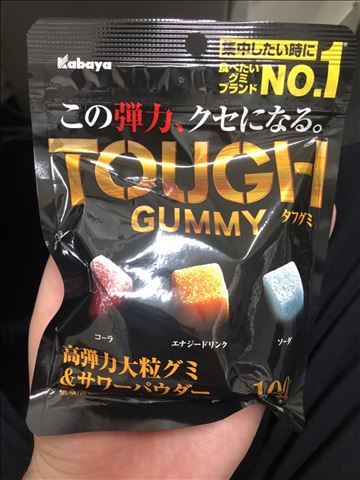 Kabaya
集中したい時に
食べたい
グミ
ブランド
NO.1
この弾力、クセになる。
TOUGH
GUMMY
タフグミ
コーラ
エナジードリンク
ソーダ
高弾力大粒グミ
&サワーパウダー